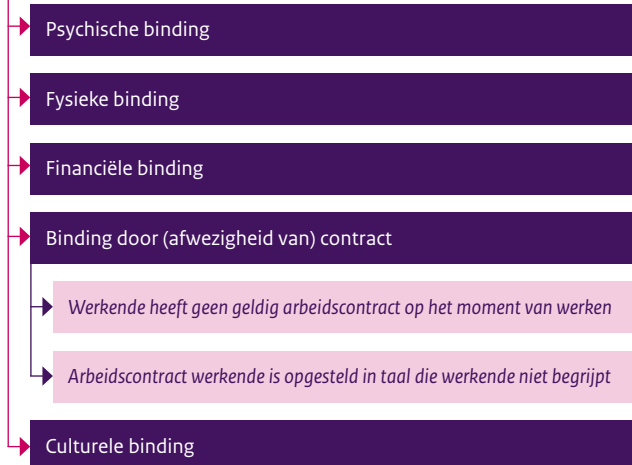 Psychische binding
Fysieke binding
Financiële binding
Binding door (afwezigheid van) contract
Werkende heeft geen geldig arbeidscontract op het moment van werken
Arbeidscontract werkende is opgesteld in taal die werkende niet begrijpt
Culturele binding